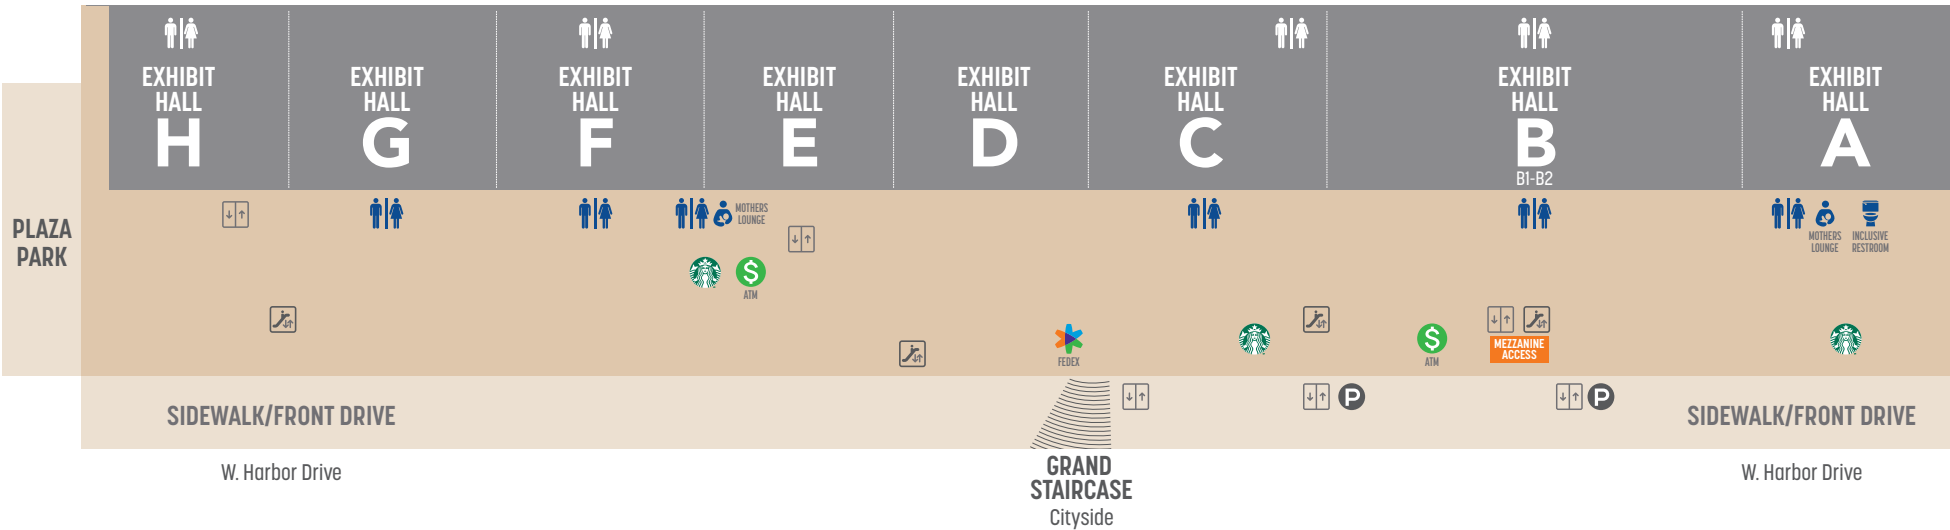 EXHIBIT
HALL
H
EXHIBIT
HALL
G
EXHIBIT
HALL
F
EXHIBIT
HALL
E
EXHIBIT
HALL
D
EXHIBIT
HALL
C
EXHIBIT
HALL
B
B1-B2
EXHIBIT
HALL
A
PLAZA
PARK
MOTHERS
LOUNGE
MOTHERS
LOUNGE
INCLUSIVE
RESTROOM
$
ATM
FEDEX
$
ATM
MEZZANINE
ACCESS
P
P
SIDEWALK/FRONT DRIVE
SIDEWALK/FRONT DRIVE
W. Harbor Drive
GRAND
STAIRCASE
Cityside
W. Harbor Drive